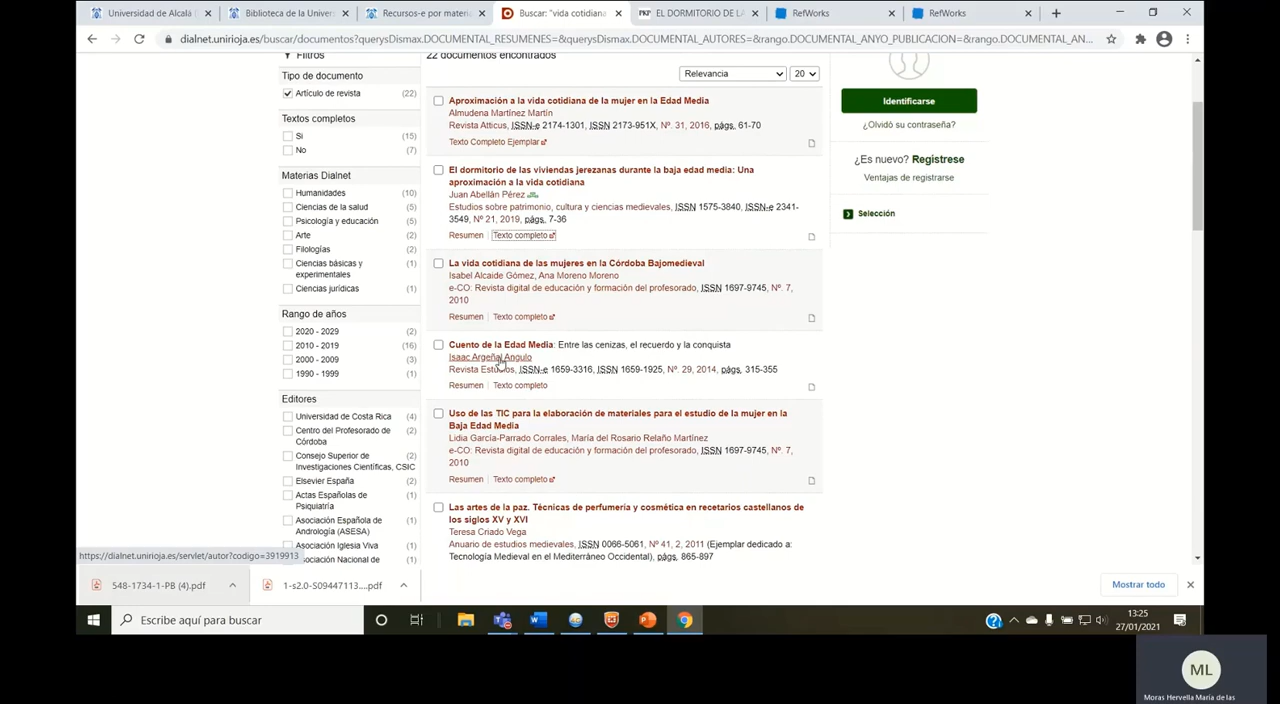 Universidad de Alcalá
Biblioteca de la Univer
Recursos-e por mater
Buscar: "vida cotidiana
EL DORMITORIO DE LA
RefWorks
RefWorks
dialnet.unirioja.es/buscar/documentos?querysDismax.DOCUMENTAL_RESUMENES=&querysDismax.DOCUMENTAL_AUTORES=&rango.DOCUMENTAL_ANYO_PUBLICACION=&rango.DOCUMENTAL_AN...
Filtros
Tipo de documento
Artículo de revista (22)
Textos completos
Si (15)
No (7)
Materias Dialnet
Humanidades (10)
Ciencias de la salud (5)
Psicología y educación (5)
Arte (2)
Filologías (2)
Ciencias básicas y (1)
experimentales
Ciencias jurídicas (1)
Rango de años
2020 - 2029 (2)
2010 - 2019 (16)
2000 - 2009 (3)
1990 - 1999 (1)
Editores
Universidad de Costa Rica (4)
Centro del Profesorado de (2)
Córdoba
Consejo Superior de (2)
Investigaciones Científicas, CSIC
Elsevier España (2)
Actas Españolas de (1)
Psiquiatría
Asociación Española de (1)
Andrología (ASESA)
Asociación Iglesia Viva (1)
sociación Nacional de (1)
22 documentos encontrados
Relevancia 20
Aproximación a la vida cotidiana de la mujer en la Edad Media
Almudena Martínez Martín
Revista Atticus, ISSN-e 2174-1301, ISSN 2173-951X, Nº. 31, 2016, págs. 61-70
Texto Completo Ejemplar
El dormitorio de las viviendas jerezanas durante la baja edad media: Una
aproximación a la vida cotidiana
Juan Abellán Pérez
Estudios sobre patrimonio, cultura y ciencias medievales, ISSN 1575-3840, ISSN-e 2341-
3549, Nº 21, 2019, págs. 7-36
Resumen Texto completo
La vida cotidiana de las mujeres en la Córdoba Bajomedieval
Isabel Alcaide Gómez, Ana Moreno Moreno
e-CO: Revista digital de educación y formación del profesorado, ISSN 1697-9745, Nº. 7,
2010
Resumen Texto completo
Cuento de la Edad Media: Entre las cenizas, el recuerdo y la conquista
Isaac Argeñal Angulo
Revista Estudios, ISSN-e 1659-3316, ISSN 1659-1925, Nº. 29, 2014, págs. 315-355
Resumen Texto completo
Uso de las TIC para la elaboración de materiales para el estudio de la mujer en la
Baja Edad Media
Lidia García-Parrado Corrales, María del Rosario Relaño Martínez
e-CO: Revista digital de educación y formación del profesorado, ISSN 1697-9745, Nº. 7,
2010
Resumen Texto completo
Las artes de la paz. Técnicas de perfumería y cosmética en recetarios castellanos de
los siglos XV y XVI
Teresa Criado Vega
Anuario de estudios medievales, ISSN 0066-5061, Nº 41, 2, 2011 (Ejemplar dedicado a:
Tecnología Medieval en el Mediterráneo Occidental), págs. 865-897
Identificarse
¿Olvidó su contraseña?
¿Es nuevo? Regístrese
Ventajas de registrarse
Selección
https://dialnet.unirioja.es/servlet/autor?codigo=3919913
548-1734-1-PB (4).pdf
1-s2.0-S09447113....pdf
Mostrar todo
Escribe aquí para buscar
13:25
27/01/2021
ML
Moras Hervella María de las